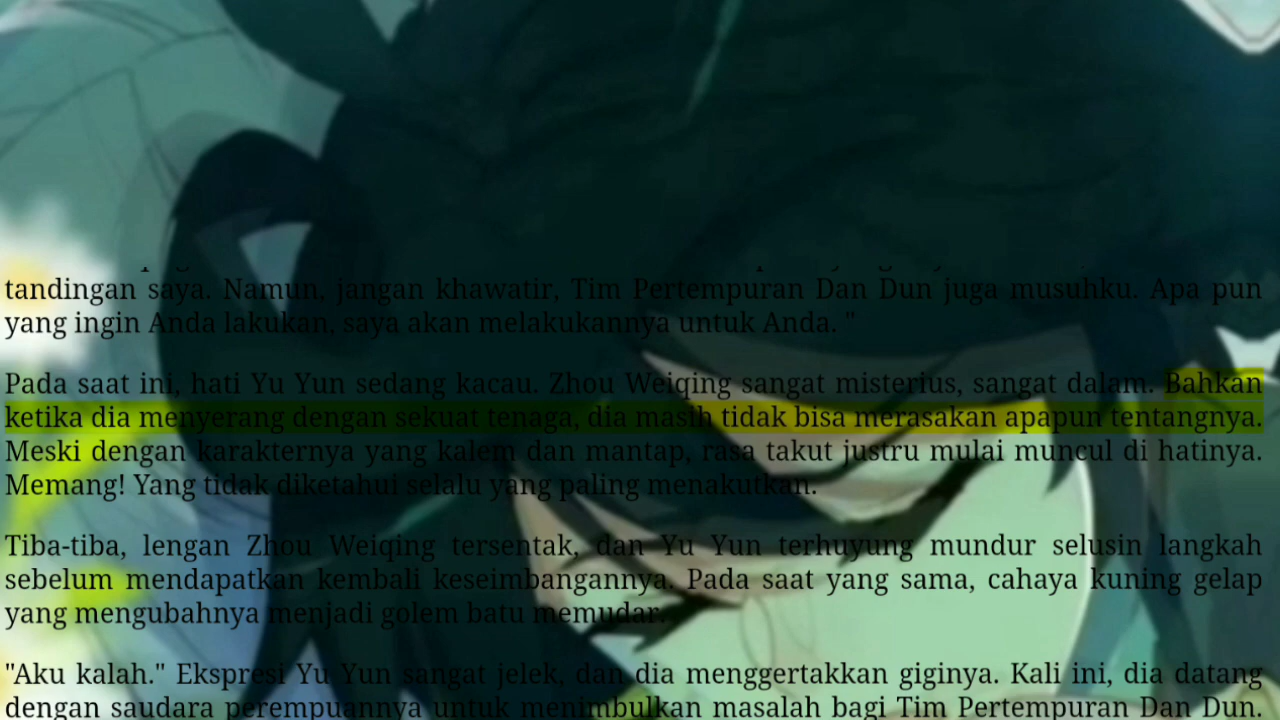 tandingan saya. Namun, jangan khawatir, Tim Pertempuran Dan Dun juga musuhku. Apa pun
yang ingin Anda lakukan, saya akan melakukannya untuk Anda. "
Pada saat ini, hati Yu Yun sedang kacau. Zhou Weiqing sangat misterius, sangat dalam. Bahkan
ketika dia menyerang dengan sekuat tenaga, dia masih tidak bisa merasakan apapun tentangnya.
Meski dengan karakternya yang kalem dan mantap, rasa takut justru mulai muncul di hatinya.
Memang! Yang tidak diketahui selalu yang paling menakutkan.
Tiba-tiba, lengan Zhou Weiqing tersentak, dan Yu Yun terhuyung mundur selusin langkah
sebelum mendapatkan kembali keseimbangannya. Pada saat yang sama, cahaya kuning gelap
yang mengubahnya menjadi golem batu memudar.
"Aku kalah." Ekspresi Yu Yun sangat jelek, dan dia menggertakkan giginya. Kali ini, dia datang
dengan saudara perempuannya untuk menimbulkan masalah bagi Tim Pertempuran Dan Dun.